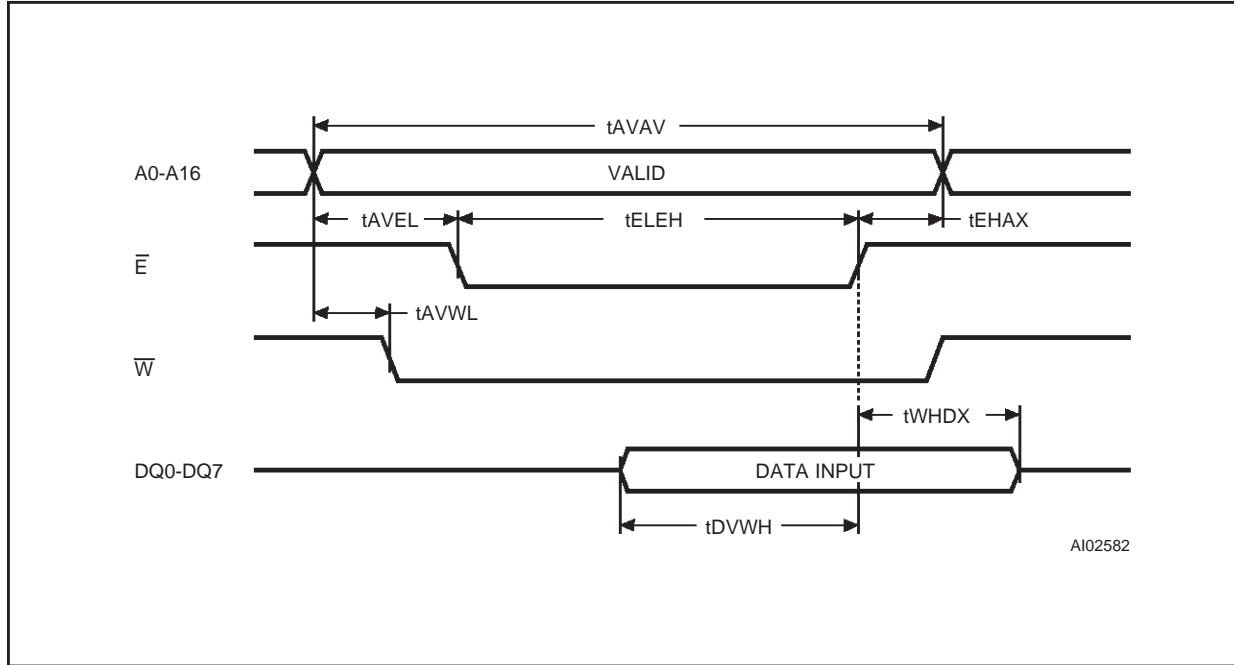 tAVAV
A0-A16
VALID
tAVEL
tELEH
tEHAX
E̅
tAVWL
W̅
tWHDX
DQ0-DQ7
DATA INPUT
tDVWH
AI02582